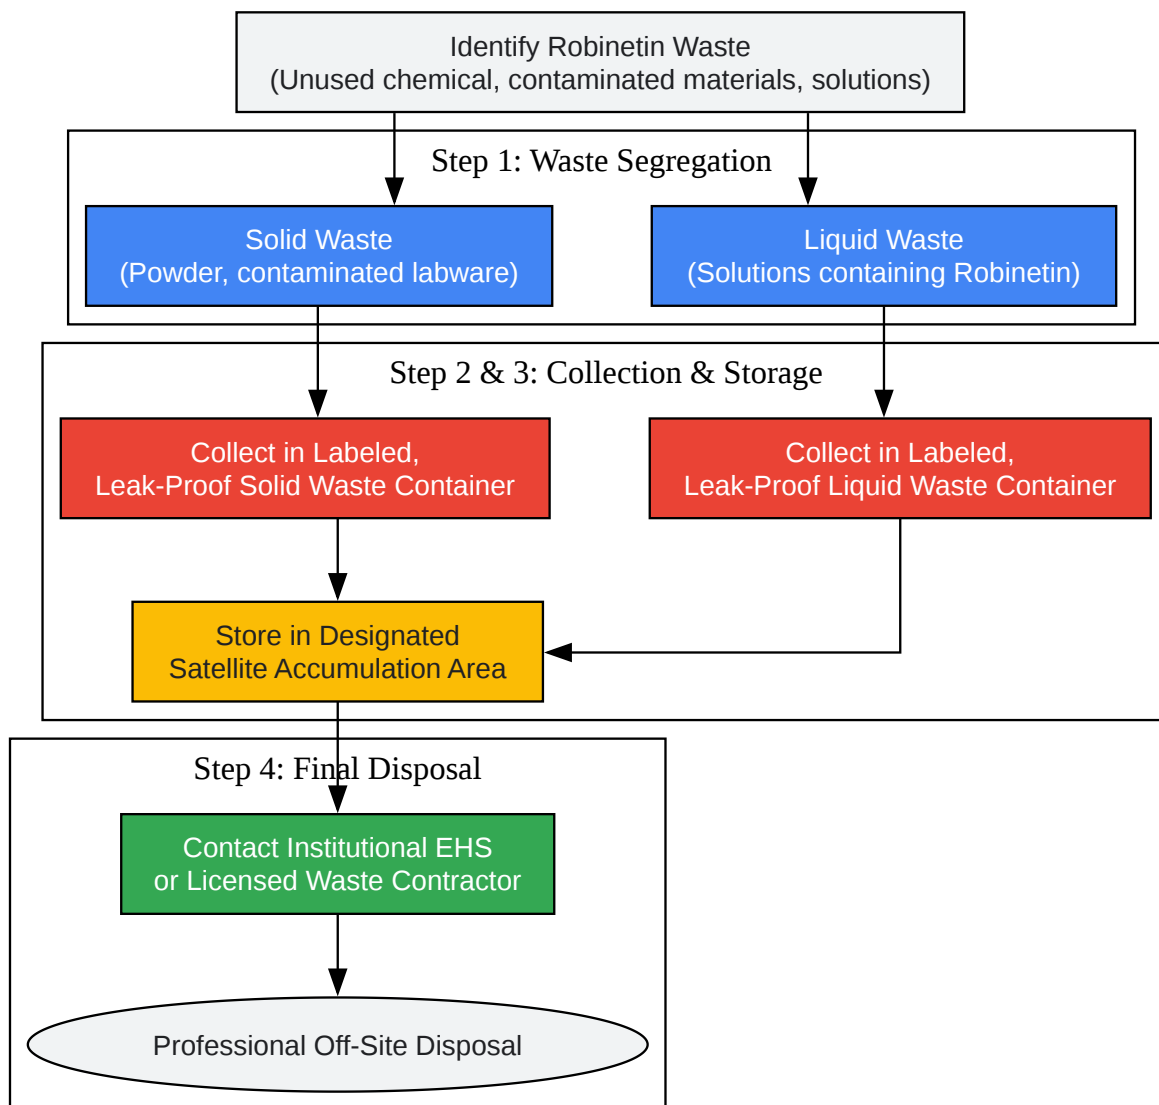 Identify Robinetin Waste
(Unused chemical, contaminated materials, solutions)
Step 1: Waste Segregation
Solid Waste
(Powder, contaminated labware)
Liquid Waste
(Solutions containing Robinetin)
Step 2 & 3: Collection & Storage
Collect in Labeled,
Leak-Proof Solid Waste Container
Collect in Labeled,
Leak-Proof Liquid Waste Container
Store in Designated
Satellite Accumulation Area
Step 4: Final Disposal
Contact Institutional EHS
or Licensed Waste Contractor
Professional Off-Site Disposal